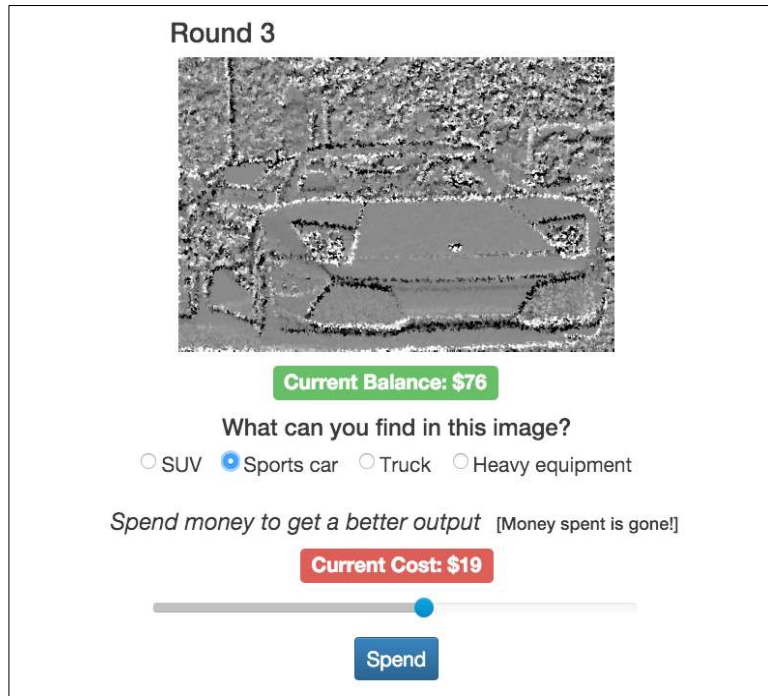 Round 3
Current Balance: $76
What can you find in this image?
SUV Sports car Truck Heavy equipment
Spend money to get a better output [Money spent is gone!]
Current Cost: $19
Spend